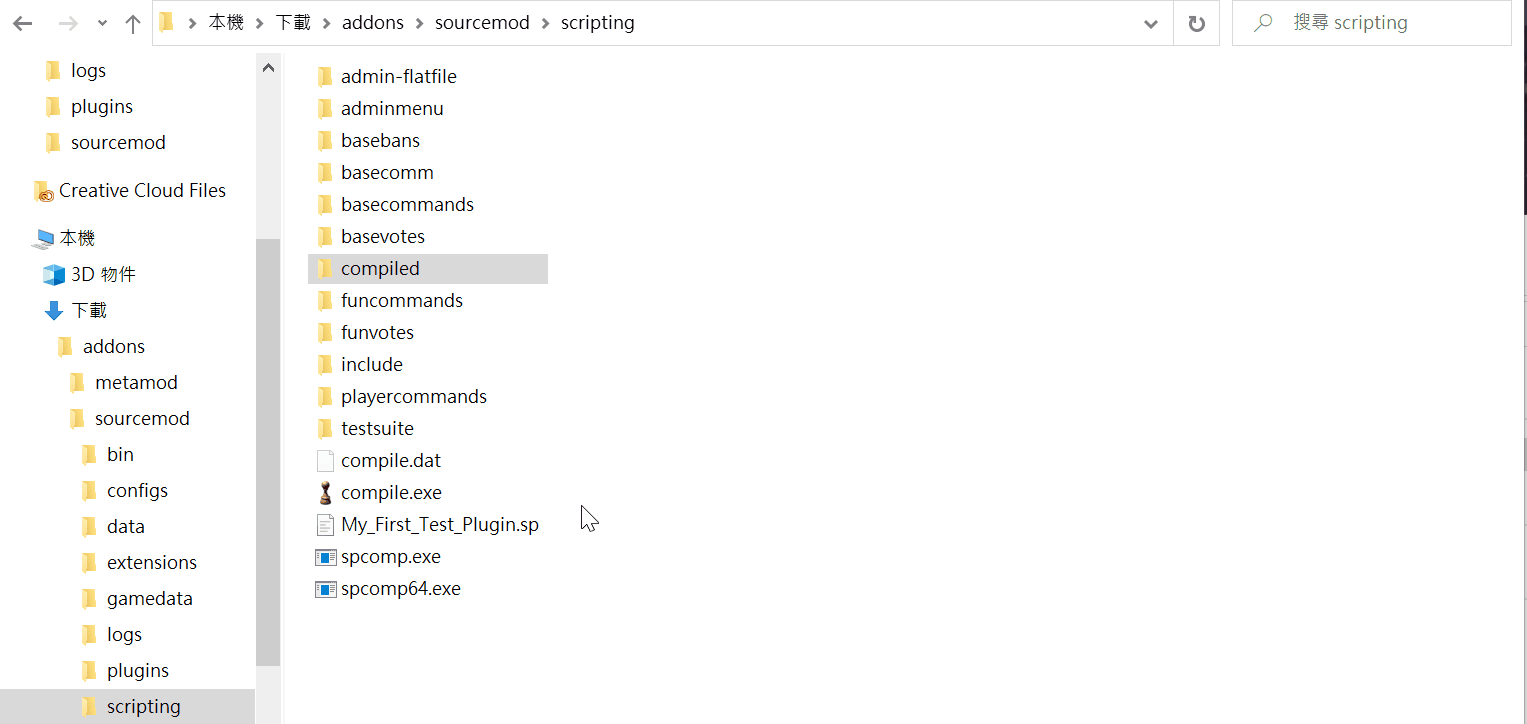 本機 下載 addons sourcemod scripting
搜尋 scripting
logs
plugins
sourcemod
Creative Cloud Files
本機
3D 物件
下載
addons
metamod
sourcemod
bin
configs
data
extensions
gamedata
logs
plugins
scripting
admin-flatfile
adminmenu
basebans
basecomm
basecommands
basevotes
compiled
funcommands
funvotes
include
playercommands
testsuite
compile.dat
compile.exe
My_First_Test_Plugin.sp
spcomp.exe
spcomp64.exe